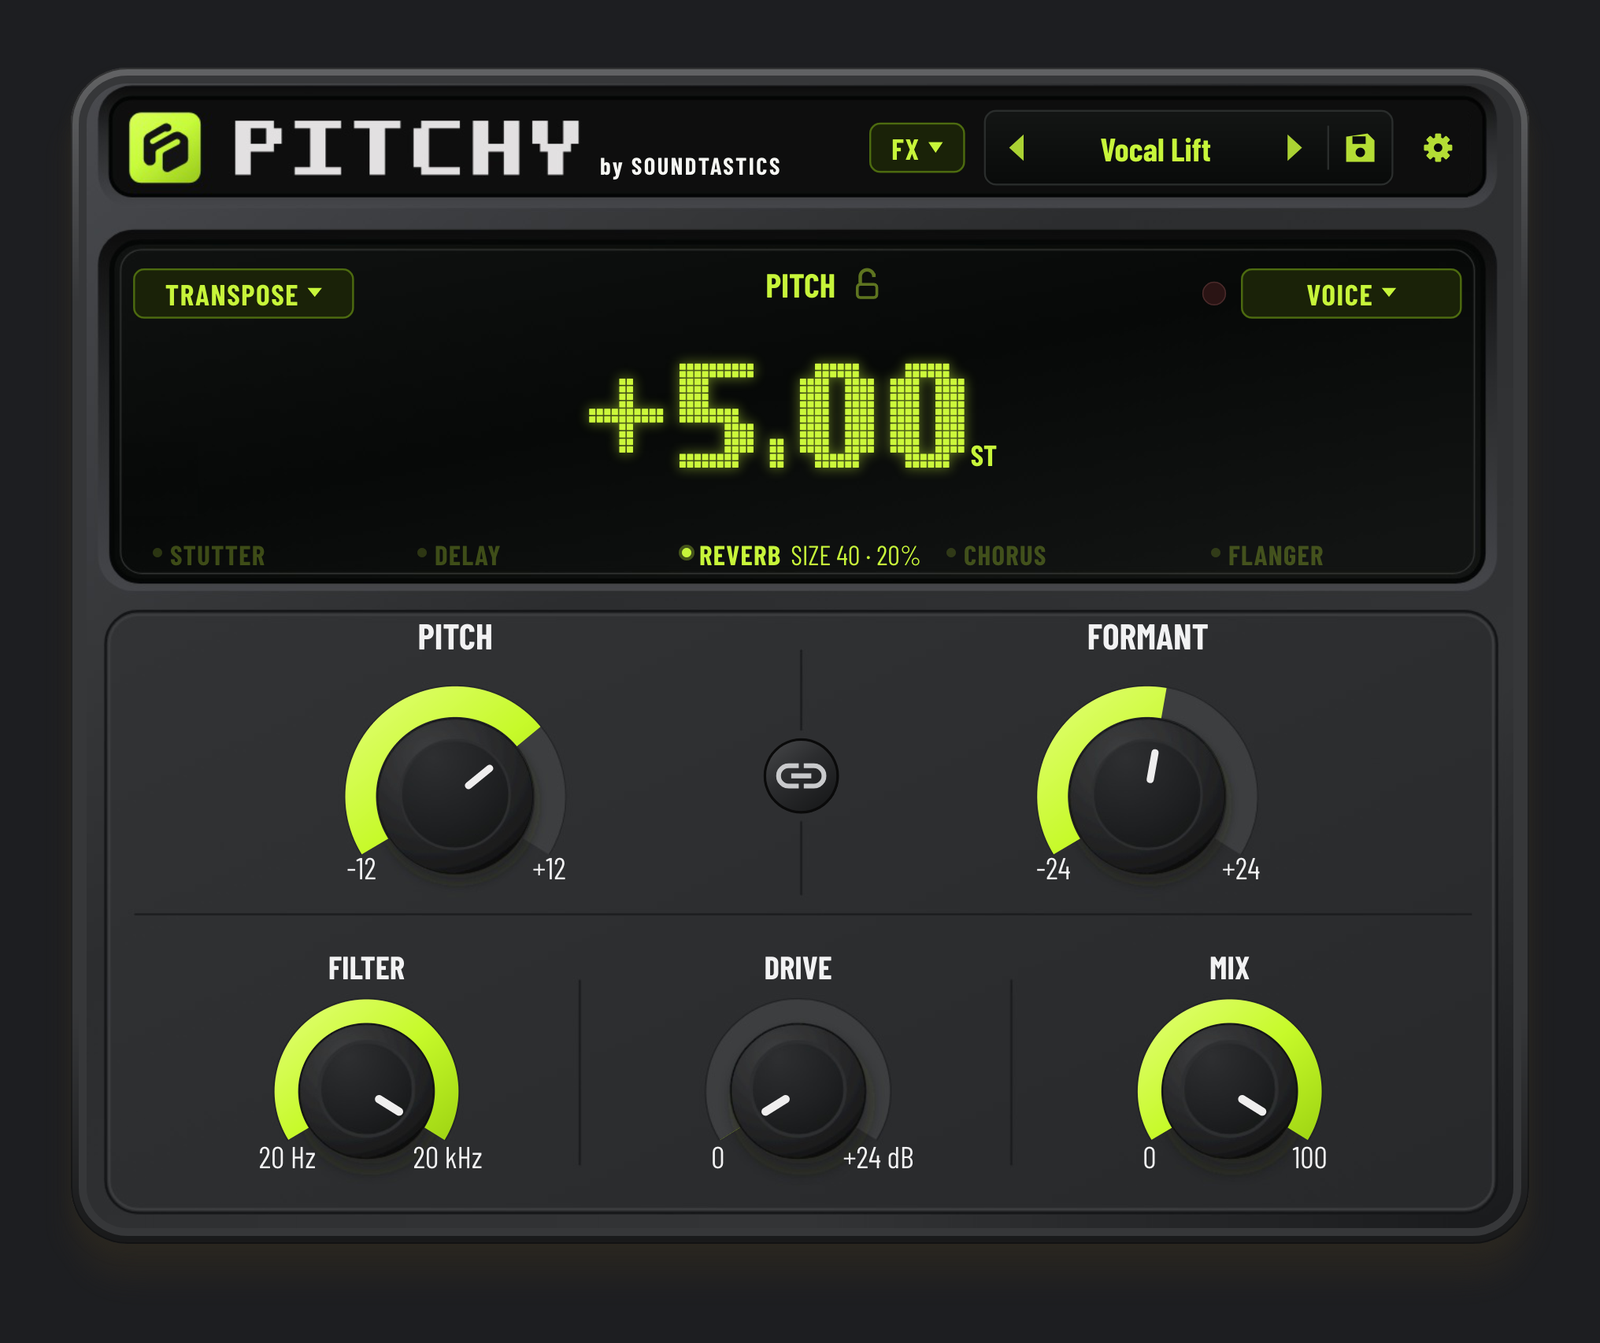 PITCHY by SOUNDTASTICS FX Vocal Lift
TRANSPOSE PITCH VOICE
+5.00 ST
STUTTER DELAY REVERB SIZE 40 · 20% CHORUS FLANGER
PITCH FORMANT
-12 +12 -24 +24
FILTER DRIVE MIX
20 Hz 20 kHz 0 +24 dB 0 100